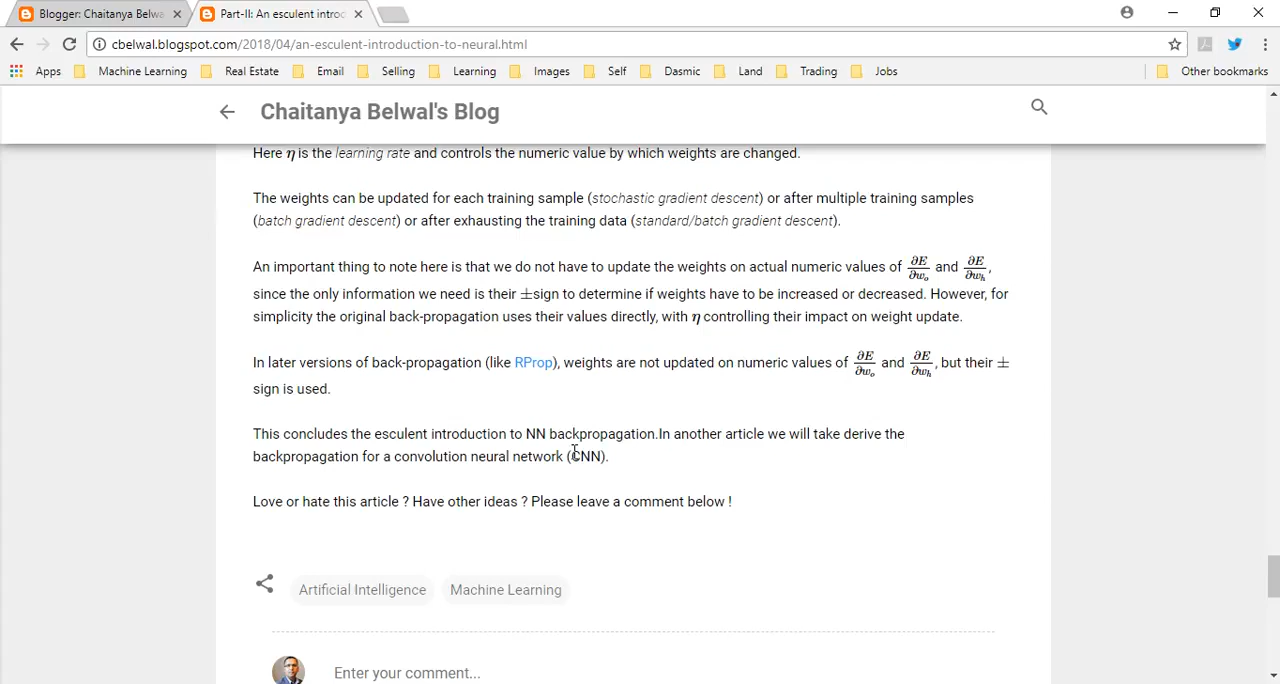 Blogger: Chaitanya Belwa
Part-II: An esculent introd
cbelwal.blogspot.com/2018/04/an-esculent-introduction-to-neural.html
Apps Machine Learning Real Estate Email Selling Learning Images Self Dasmic Land Trading Jobs Other bookmarks
Chaitanya Belwal's Blog
Here η is the learning rate and controls the numeric value by which weights are changed.
The weights can be updated for each training sample (stochastic gradient descent) or after multiple training samples
(batch gradient descent) or after exhausting the training data (standard/batch gradient descent).
An important thing to note here is that we do not have to update the weights on actual numeric values of ∂E/∂wₒ and ∂E/∂wₕ,
since the only information we need is their ±sign to determine if weights have to be increased or decreased. However, for
simplicity the original back-propagation uses their values directly, with η controlling their impact on weight update.
In later versions of back-propagation (like RProp), weights are not updated on numeric values of ∂E/∂wₒ and ∂E/∂wₕ, but their ±
sign is used.
This concludes the esculent introduction to NN backpropagation.In another article we will take derive the
backpropagation for a convolution neural network (CNN).
Love or hate this article ? Have other ideas ? Please leave a comment below !
Artificial Intelligence Machine Learning
Enter your comment...